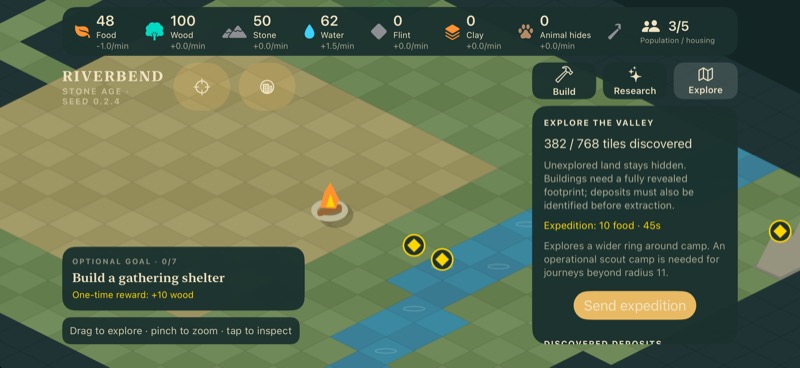 48
Food
-1.0/min
100
Wood
+0.0/min
50
Stone
+0.0/min
62
Water
+1.5/min
0
Flint
+0.0/min
0
Clay
+0.0/min
0
Animal hides
+0.0/min
3/5
Population / housing
RIVERBEND
STONE AGE ·
SEED 0.2.4
Build
Research
Explore
EXPLORE THE VALLEY
382 / 768 tiles discovered
Unexplored land stays hidden.
Buildings need a fully revealed
footprint; deposits must also be
identified before extraction.
Expedition: 10 food · 45s
Explores a wider ring around camp. An
operational scout camp is needed for
journeys beyond radius 11.
Send expedition
DISCOVERED DEPOSITS
OPTIONAL GOAL · 0/7
Build a gathering shelter
One-time reward: +10 wood
Drag to explore · pinch to zoom · tap to inspect